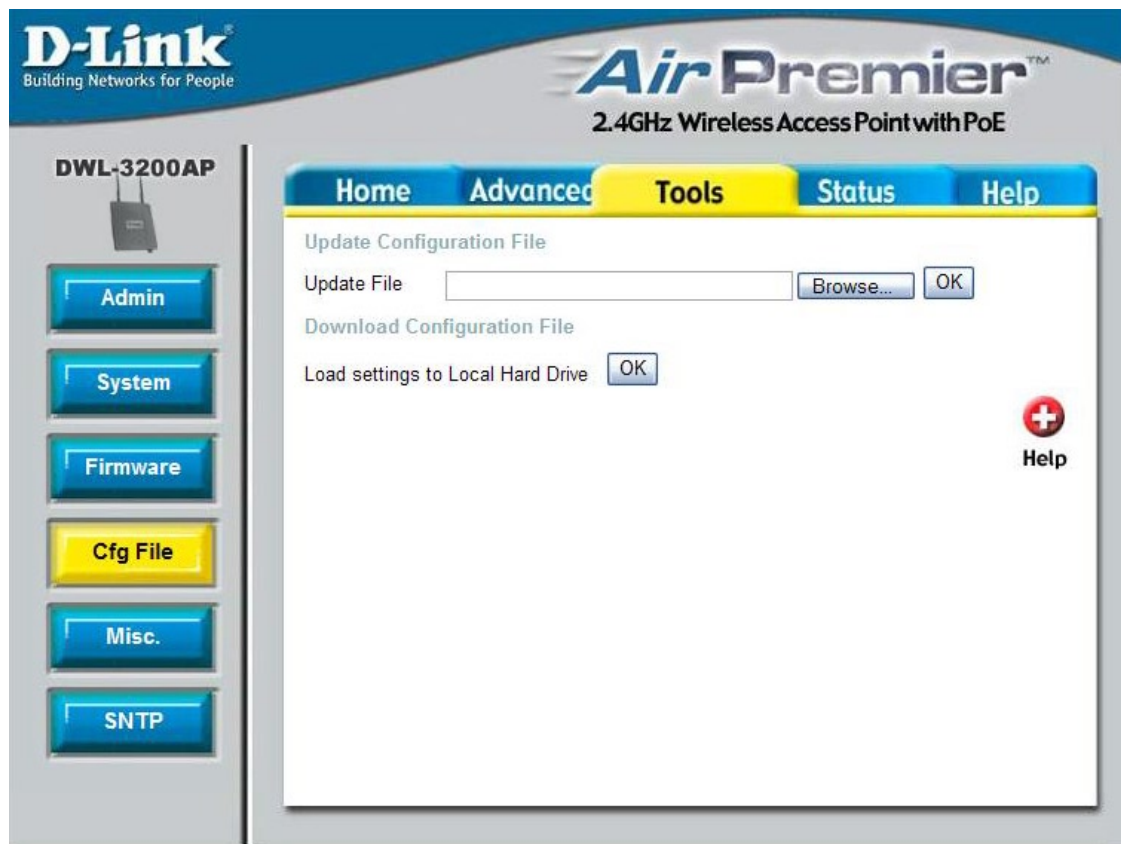 D-Link®
Building Networks for People
Air Premier™
2.4GHz Wireless Access Point with PoE
DWL-3200AP
Home Advanced Tools Status Help
Admin
System
Firmware
Cfg File
Misc.
SNTP
Update Configuration File
Update File Browse... OK
Download Configuration File
Load settings to Local Hard Drive OK
Help